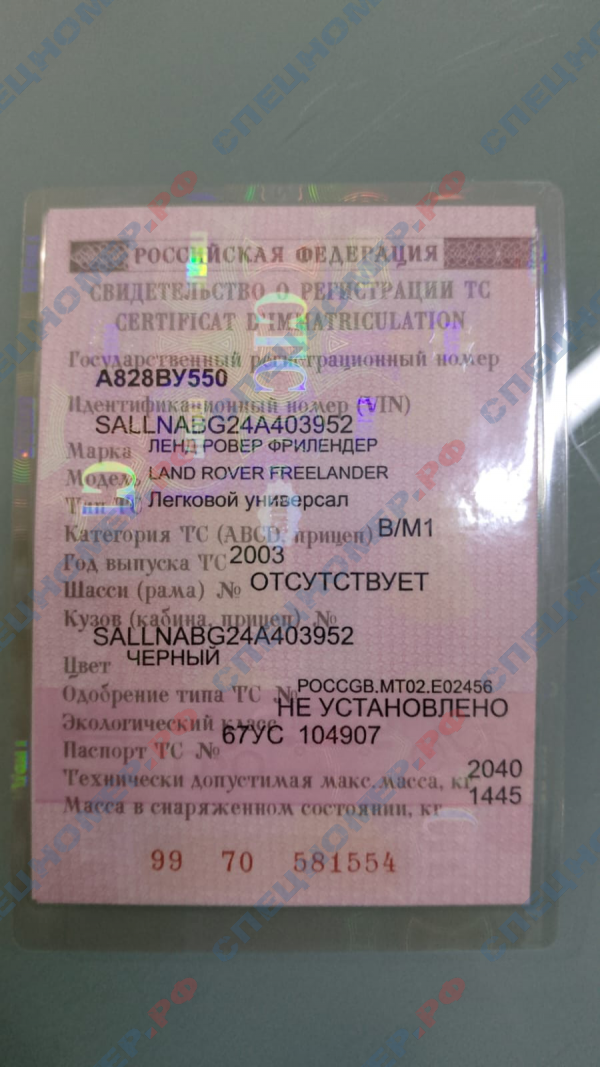 РОССИЙСКАЯ ФЕДЕРАЦИЯ
СВИДЕТЕЛЬСТВО О РЕГИСТРАЦИИ ТС
CERTIFICAT D'IMMATRICULATION
Государственный регистрационный номер
А828ВУ550
Идентификационный номер (VIN)
SALLNABG24A403952
Марка ЛЕНД РОВЕР ФРИЛЕНДЕР
Модель LAND ROVER FREELANDER
Тип ТС Легковой универсал
Категория ТС (ABCD, прицеп) B/M1
Год выпуска ТС 2003
Шасси (рама) № ОТСУТСТВУЕТ
Кузов (кабина, прицеп) №
SALLNABG24A403952
Цвет ЧЕРНЫЙ
Одобрение типа ТС № РОССGB.МТ02.Е02456
Экологический класс НЕ УСТАНОВЛЕНО
Паспорт ТС № 67УС 104907
Технически допустимая макс. масса, кг 2040
Масса в снаряженном состоянии, кг 1445
99 70 581554
СПЕЦНОМЕР.РФ